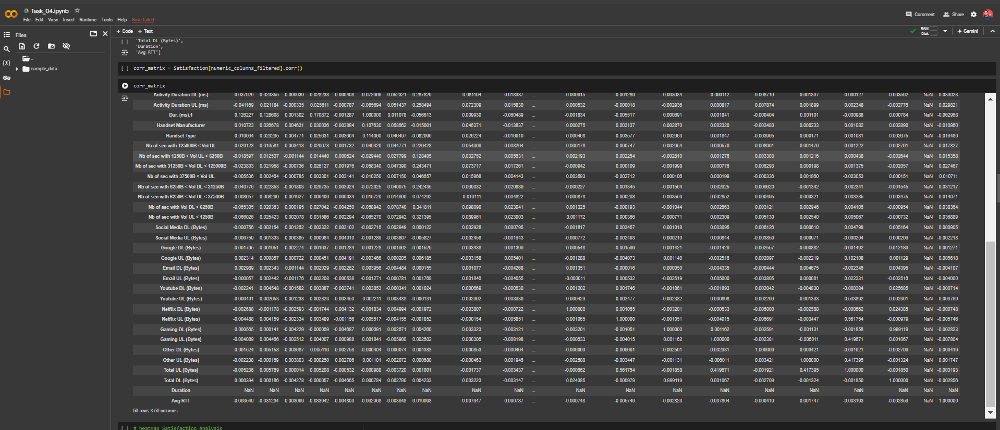 Task_04.ipynb
File Edit View Insert Runtime Tools Help Save failed
Comment Share
Files
+ Code + Text
RAM
Disk
Gemini
..
sample_data
[ ] 'Total DL (Bytes)',
'Duration',
'Avg RTT']
[ ] corr_matrix = Satisfaction[numeric_columns_filtered].corr()
corr_matrix
Activity Duration DL (ms) -0.037029 0.023355 -0.000039 0.028238 0.000408 -0.072669 0.052321 0.287820 0.081104 0.018387 ... -0.000915 -0.001280 -0.003634 0.000112 0.008716 0.001397 0.000127 -0.003592 NaN 0.033023
Activity Duration UL (ms) -0.041169 0.021184 -0.000335 0.025611 -0.000787 -0.065694 0.051437 0.258494 0.072309 0.015830 ... 0.000532 -0.000018 -0.002936 0.000817 0.007874 0.001899 0.002348 -0.002776 NaN 0.029821
Dur. (ms).1 0.126227 0.128608 0.001302 0.170872 -0.001287 1.000000 0.011078 -0.056613 0.009930 -0.060489 ... -0.001834 -0.005517 0.000691 0.001841 -0.000404 0.001101 -0.000988 0.000784 NaN -0.062968
Handset Manufacturer 0.010723 0.026678 0.004631 0.030036 -0.003884 0.107630 0.058662 -0.015001 0.046371 -0.013837 ... 0.000275 0.003137 0.002870 0.002320 -0.003480 0.000233 0.001082 0.002890 NaN -0.010960
Handset Type 0.010064 0.023265 0.004771 0.025631 -0.003604 0.114060 0.046497 -0.082096 0.026224 -0.016910 ... 0.000468 0.003577 0.002663 0.001847 -0.003965 0.000171 0.001081 0.002675 NaN -0.016480
Nb of sec with 125000B < Vol DL -0.020128 0.016581 0.003418 0.020678 0.001732 -0.046320 0.044771 0.226428 0.054309 0.008294 ... 0.000178 -0.000747 -0.002654 0.000570 0.008061 0.001476 0.001222 -0.002761 NaN 0.017827
Nb of sec with 1250B < Vol UL < 6250B -0.018597 0.012537 -0.001144 0.014440 0.000624 -0.029440 0.027799 0.128405 0.032752 0.005631 ... 0.002193 0.002254 -0.002810 0.001276 0.003303 0.001216 0.000438 -0.002644 NaN 0.015358
Nb of sec with 31250B < Vol DL < 125000B -0.023803 0.021958 -0.000736 0.026127 0.001976 -0.058340 0.047390 0.243471 0.073717 0.017261 ... -0.000942 0.000109 -0.001998 0.000776 0.006293 0.000198 0.001375 -0.002057 NaN 0.027467
Nb of sec with 37500B < Vol UL -0.005536 0.002464 -0.000785 0.003301 -0.003141 -0.010250 0.007150 0.046657 0.015968 0.004143 ... 0.003593 -0.002712 0.000106 0.000199 -0.000336 0.001860 -0.003053 0.000151 NaN 0.010711
Nb of sec with 6250B < Vol DL < 31250B -0.040776 0.022853 -0.001803 0.026735 0.003924 -0.072025 0.040975 0.242435 0.069032 0.020889 ... -0.000227 0.001345 -0.001564 0.002625 0.006620 -0.001342 0.002341 -0.001545 NaN 0.031217
Nb of sec with 6250B < Vol UL < 37500B -0.008657 0.008296 -0.001927 0.009400 -0.000034 -0.016720 0.014690 0.074292 0.016111 0.004822 ... 0.000878 0.000268 -0.003559 -0.002852 0.000405 -0.000321 -0.003285 -0.003475 NaN 0.014071
Nb of sec with Vol DL < 6250B -0.065305 0.020363 0.000195 0.027042 -0.004250 -0.058942 0.078740 0.341811 0.098090 0.023041 ... 0.001325 -0.000193 -0.001044 0.002663 0.003121 0.002946 0.004106 -0.000954 NaN 0.038364
Nb of sec with Vol UL < 1250B -0.066026 0.025423 0.002078 0.031586 -0.002294 -0.065270 0.072942 0.321395 0.089961 0.023003 ... 0.001172 0.000366 -0.000771 0.002309 0.005130 0.002540 0.005067 -0.000732 NaN 0.036889
Social Media DL (Bytes) -0.000756 -0.002154 0.001262 -0.002322 0.003102 -0.002716 0.002949 0.000122 0.002928 0.000795 ... -0.001817 0.003457 0.001018 0.003095 0.006126 0.000610 0.004798 0.005164 NaN 0.000905
Social Media UL (Bytes) -0.000759 0.001333 0.000385 0.000984 -0.004010 -0.001286 -0.003807 -0.005827 -0.002458 -0.001643 ... -0.000772 -0.002493 0.000210 0.000844 -0.003850 0.000971 -0.000204 0.000206 NaN -0.002218
Google DL (Bytes) -0.001795 -0.001951 0.002274 -0.001637 -0.001284 0.001228 -0.001692 -0.001529 -0.003438 0.001396 ... 0.000548 -0.001569 -0.001421 -0.001429 -0.002557 -0.000882 -0.001492 0.012189 NaN 0.001271
Google UL (Bytes) 0.002314 0.000857 0.000722 0.000451 0.004191 -0.003466 0.000205 0.006185 -0.003158 0.005401 ... -0.001288 -0.004073 0.001140 -0.002516 0.002097 -0.002219 0.102108 0.001129 NaN 0.005618
Email DL (Bytes) 0.002989 0.002343 0.001144 0.002029 -0.002262 0.003956 -0.004484 0.000155 0.001077 -0.004268 ... 0.001351 -0.000016 0.000050 -0.004335 -0.000444 0.004675 -0.002346 0.004395 NaN -0.004107
Email UL (Bytes) -0.000057 0.002442 -0.001176 0.002208 -0.000538 -0.001271 -0.000781 0.001768 0.001846 -0.004055 ... -0.000011 0.000532 -0.002519 0.005000 -0.003805 0.000081 0.022331 -0.002516 NaN -0.004000
Youtube DL (Bytes) -0.002241 0.004548 -0.001582 0.003887 -0.003741 0.003853 -0.000341 0.001024 0.000669 -0.000530 ... 0.001202 0.001746 -0.001861 -0.001893 0.002042 -0.004830 -0.000384 0.025685 NaN -0.000714
Youtube UL (Bytes) -0.000401 0.002653 0.001238 0.002823 -0.003450 0.002211 0.003488 -0.000131 -0.002362 0.003630 ... 0.000423 0.002477 -0.002382 0.000898 0.002296 -0.001393 0.563892 -0.002301 NaN 0.003769
Netflix DL (Bytes) -0.002688 -0.001178 -0.002593 -0.001744 0.004132 -0.001834 0.004994 -0.001972 -0.003807 -0.000722 ... 1.000000 0.001065 -0.003201 -0.000633 -0.006000 -0.002588 -0.000662 0.024385 NaN -0.000748
Netflix UL (Bytes) -0.004488 0.004159 -0.002334 0.003489 -0.001156 -0.005517 -0.004155 -0.001852 -0.000154 -0.005851 ... 0.001065 1.000000 -0.001051 -0.004015 -0.006691 -0.003447 0.561754 -0.000979 NaN -0.005746
Gaming DL (Bytes) 0.000565 0.000141 -0.004229 -0.000069 -0.004687 0.000691 0.002671 0.004260 0.003323 -0.003121 ... -0.003201 -0.001051 1.000000 0.001162 -0.002591 -0.001131 -0.001858 0.999119 NaN -0.002823
Gaming UL (Bytes) -0.004089 0.004466 -0.002512 0.004007 0.000988 0.001841 -0.005900 0.002602 0.000306 -0.008198 ... -0.000633 -0.004015 0.001162 1.000000 -0.002381 -0.006011 0.419671 0.001067 NaN -0.007804
Other DL (Bytes) 0.001524 0.005158 -0.003687 0.005116 0.002758 -0.000404 0.006074 0.004383 0.000853 -0.000464 ... -0.006000 -0.006691 -0.002591 -0.002381 1.000000 0.003421 -0.001921 -0.002709 NaN -0.000419
Other UL (Bytes) -0.002238 -0.000169 0.003803 -0.000250 0.002786 0.001101 -0.002072 0.000680 -0.000463 0.001946 ... -0.002588 -0.003447 -0.001131 -0.006011 0.003421 1.000000 0.417395 -0.001324 NaN 0.001747
Total UL (Bytes) -0.005236 0.005769 0.000014 0.005208 -0.000532 -0.000988 -0.003720 0.001001 -0.001737 -0.003437 ... -0.000662 0.561754 -0.001858 0.419671 -0.001921 0.417395 1.000000 -0.001850 NaN -0.003193
Total DL (Bytes) 0.000394 0.000186 -0.004278 -0.000057 -0.004665 0.000784 0.002790 0.004233 0.003223 -0.003147 ... 0.024385 -0.000979 0.999119 0.001067 -0.002709 -0.001324 -0.001850 1.000000 NaN -0.002856
Duration NaN NaN NaN NaN NaN NaN NaN NaN NaN NaN ... NaN NaN NaN NaN NaN NaN NaN NaN NaN NaN
Avg RTT -0.063549 -0.031234 0.003099 -0.033942 -0.004803 -0.062968 -0.003648 0.019098 0.007647 0.990787 ... -0.000748 -0.005746 -0.002823 -0.007804 -0.000419 0.001747 -0.003193 -0.002856 NaN 1.000000
56 rows × 56 columns
[ ] # heatmap Satisfaction Analysis